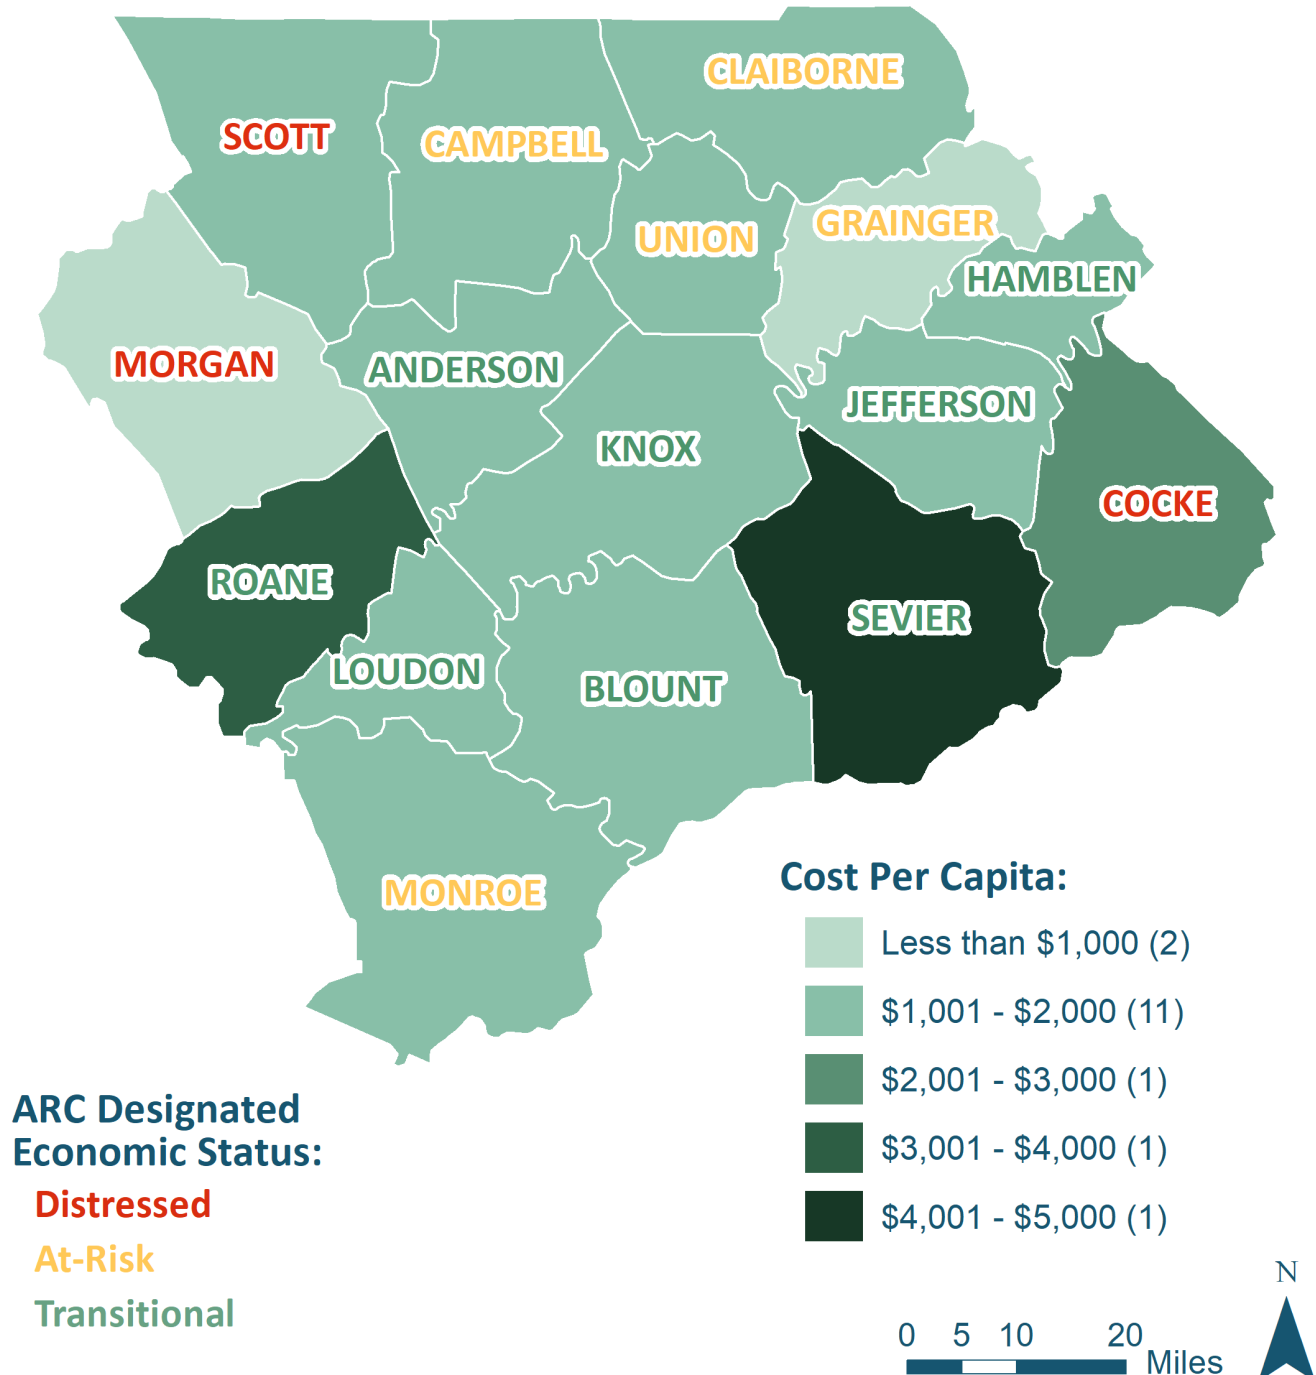 CLAIBORNE
SCOTT
CAMPBELL
GRAINGER
UNION
HAMBLEN
MORGAN
ANDERSON
JEFFERSON
KNOX
COCKE
ROANE
SEVIER
LOUDON
BLOUNT
MONROE
Cost Per Capita:
Less than $1,000 (2)
$1,001 - $2,000 (11)
$2,001 - $3,000 (1)
$3,001 - $4,000 (1)
$4,001 - $5,000 (1)
ARC Designated
Economic Status:
Distressed
At-Risk
Transitional
N
0 5 10 20
Miles